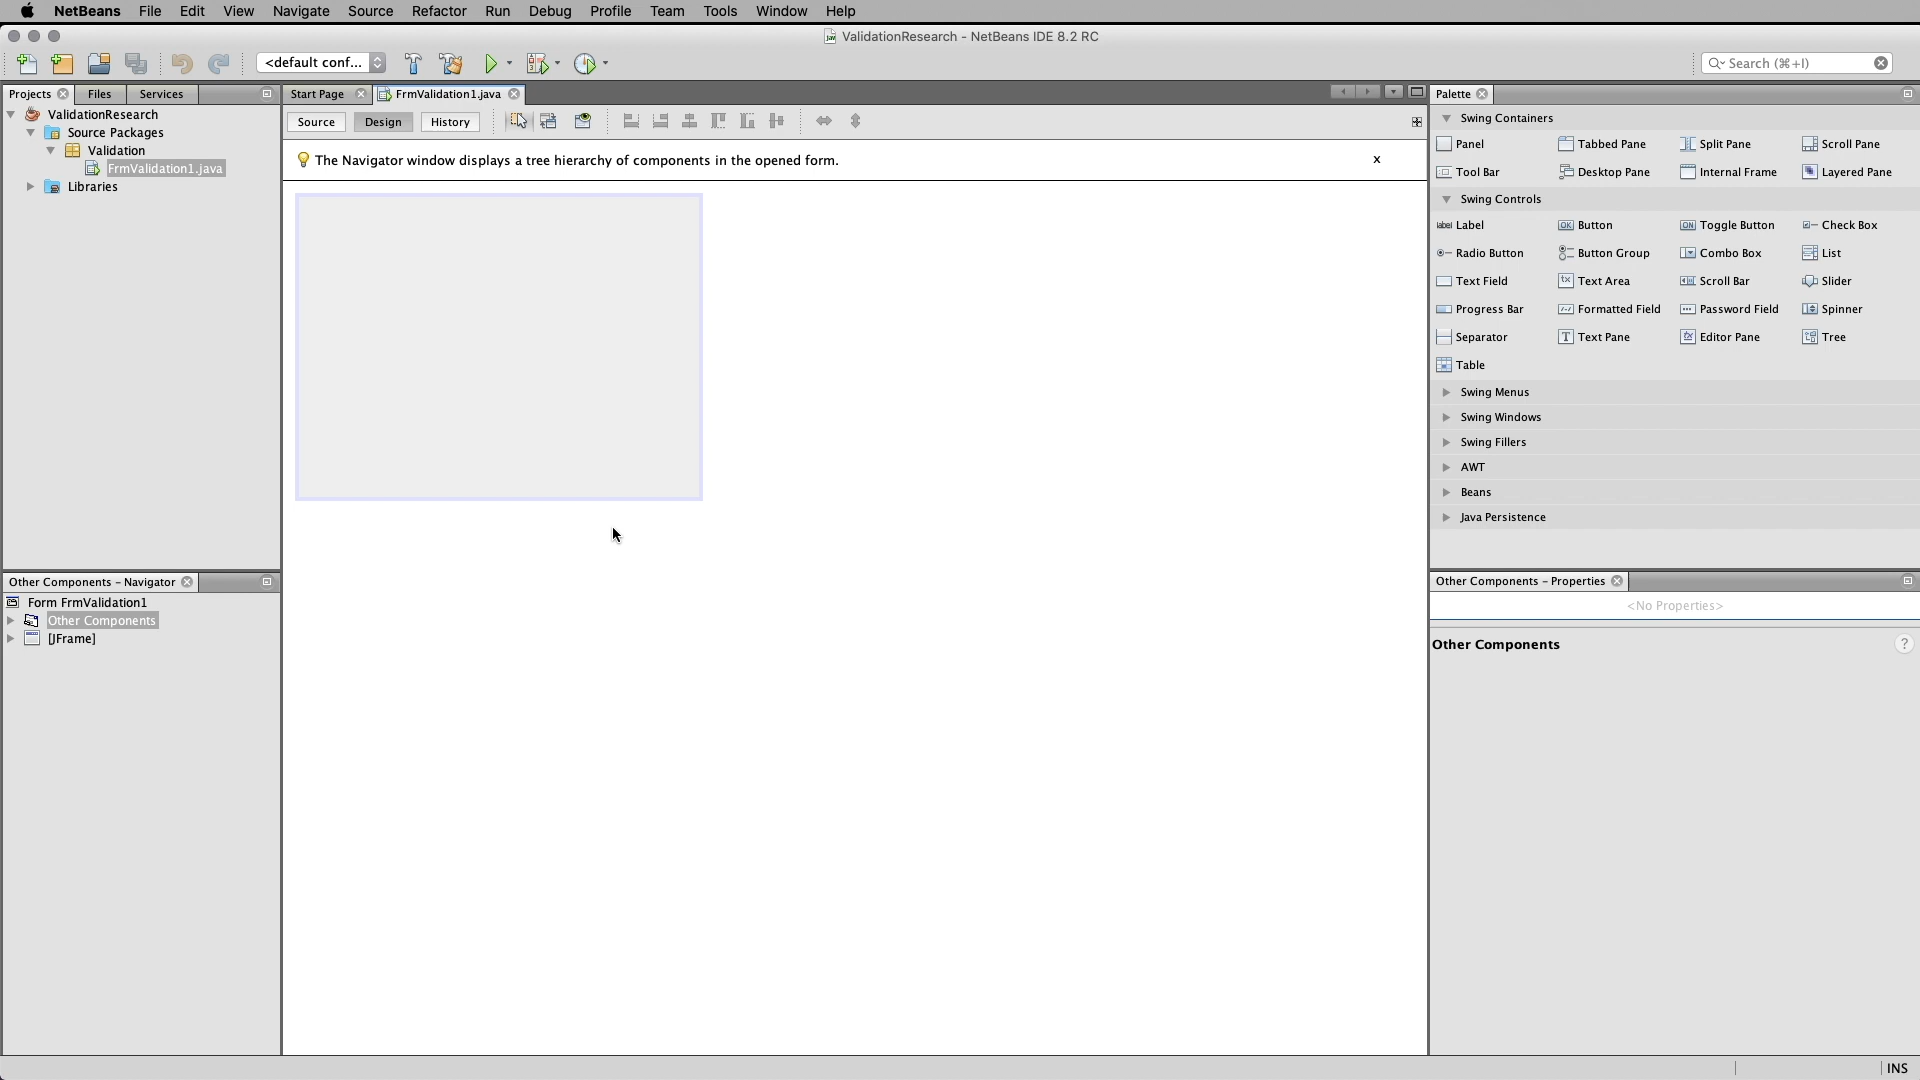 NetBeans File Edit View Navigate Source Refactor Run Debug Profile Team Tools Window Help
ValidationResearch - NetBeans IDE 8.2 RC
<default conf... Search (⌘+I)
Projects Files Services
ValidationResearch
Source Packages
Validation
FrmValidation1.java
Libraries
Start Page FrmValidation1.java
Source Design History
The Navigator window displays a tree hierarchy of components in the opened form. x
Palette
Swing Containers
Panel Tabbed Pane Split Pane Scroll Pane
Tool Bar Desktop Pane Internal Frame Layered Pane
Swing Controls
label Label OK Button ON Toggle Button Check Box
Radio Button Button Group Combo Box List
Text Field Text Area Scroll Bar Slider
Progress Bar Formatted Field Password Field Spinner
Separator Text Pane Editor Pane Tree
Table
Swing Menus
Swing Windows
Swing Fillers
AWT
Beans
Java Persistence
Other Components - Navigator
Form FrmValidation1
Other Components
[JFrame]
Other Components - Properties
<No Properties>
Other Components ?
INS